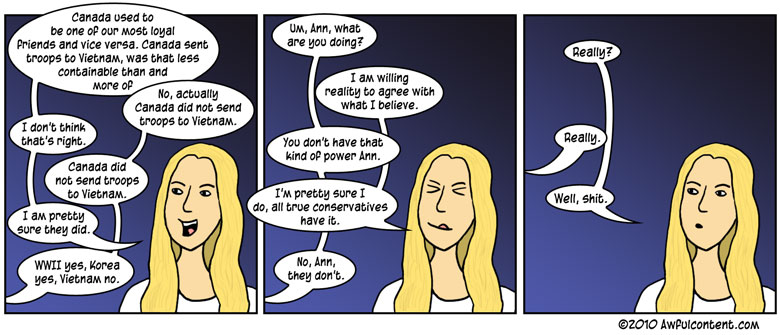 Canada used to
be one of our most loyal
friends and vice versa. Canada sent
troops to Vietnam, was that less
containable than and
more of
No, actually
Canada did not send
troops to Vietnam.
I don't think
that's right.
Canada did
not send troops
to Vietnam.
I am pretty
sure they did.
WWII yes, Korea
yes, Vietnam no.
Um, Ann, what
are you doing?
I am willing
reality to agree with
what I believe.
You don't have that
kind of power Ann.
I'm pretty sure I
do, all true conservatives
have it.
No, Ann,
they don't.
Really?
Really.
Well, shit.
©2010 Awfulcontent.com